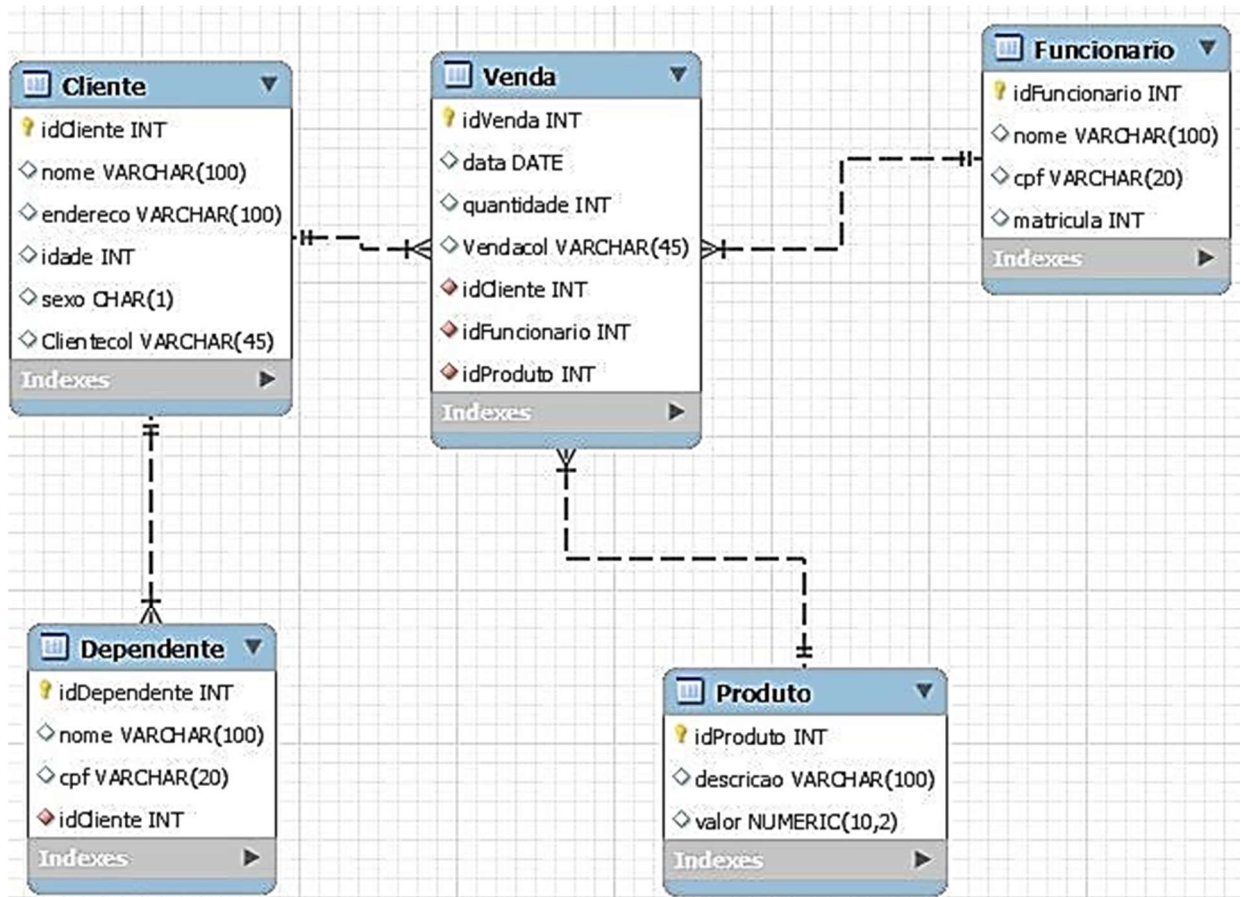 Cliente
idCliente INT
nome VARCHAR(100)
endereco VARCHAR(100)
idade INT
sexo CHAR(1)
Clientecol VARCHAR(45)
Indexes
Venda
idVenda INT
data DATE
quantidade INT
Vendacol VARCHAR(45)
idCliente INT
idFuncionario INT
idProduto INT
Indexes
Funcionario
idFuncionario INT
nome VARCHAR(100)
cpf VARCHAR(20)
matricula INT
Indexes
Dependente
idDependente INT
nome VARCHAR(100)
cpf VARCHAR(20)
idCliente INT
Indexes
Produto
idProduto INT
descricao VARCHAR(100)
valor NUMERIC(10,2)
Indexes